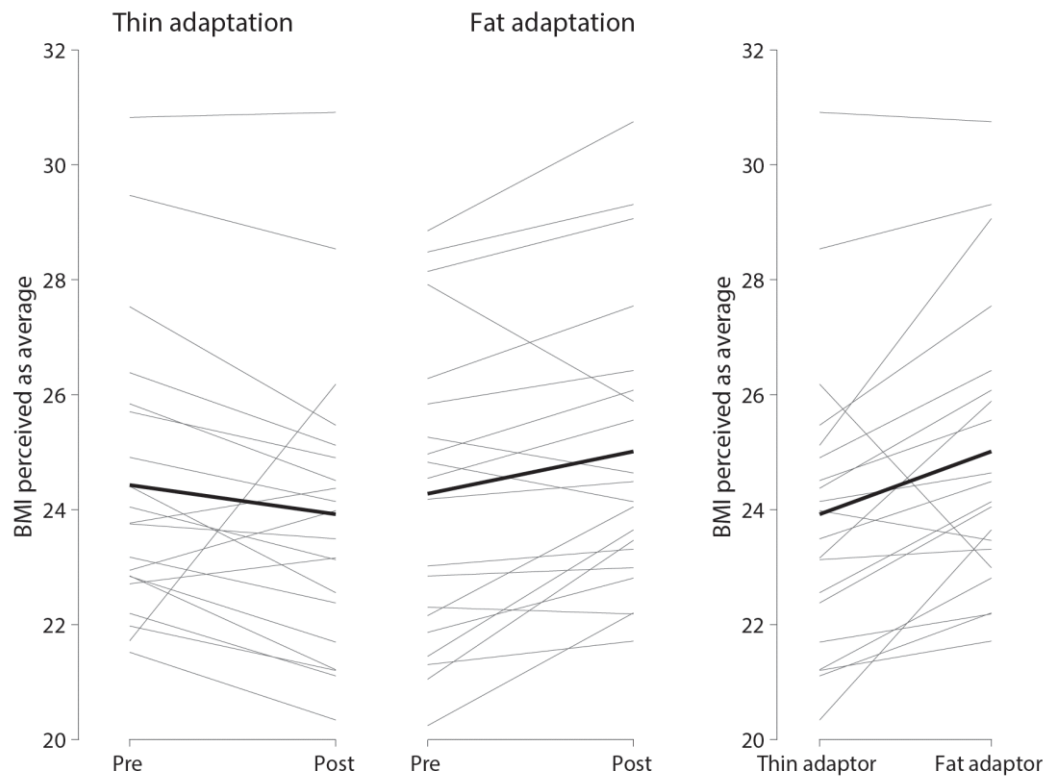 Thin adaptation
Fat adaptation
BMI perceived as average
32
30
28
26
24
22
20
Pre
Post
Pre
Post
BMI perceived as average
32
30
28
26
24
22
20
Thin adaptor
Fat adaptor